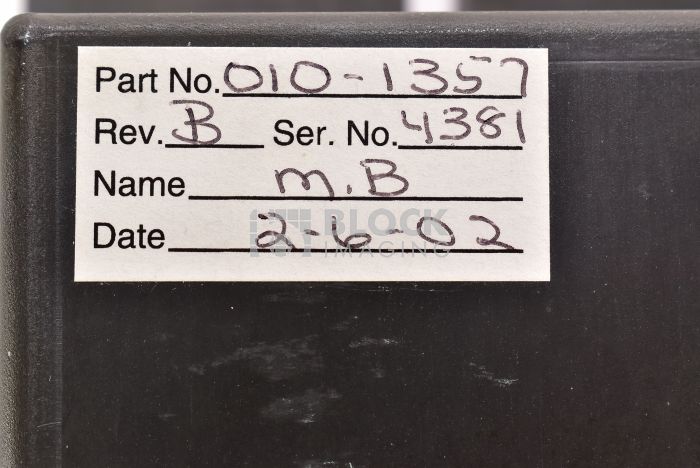 Part No. 010-1357
Rev. B Ser. No. 4381
Name M.B
Date 2-6-02
BLOCK
IMAGING